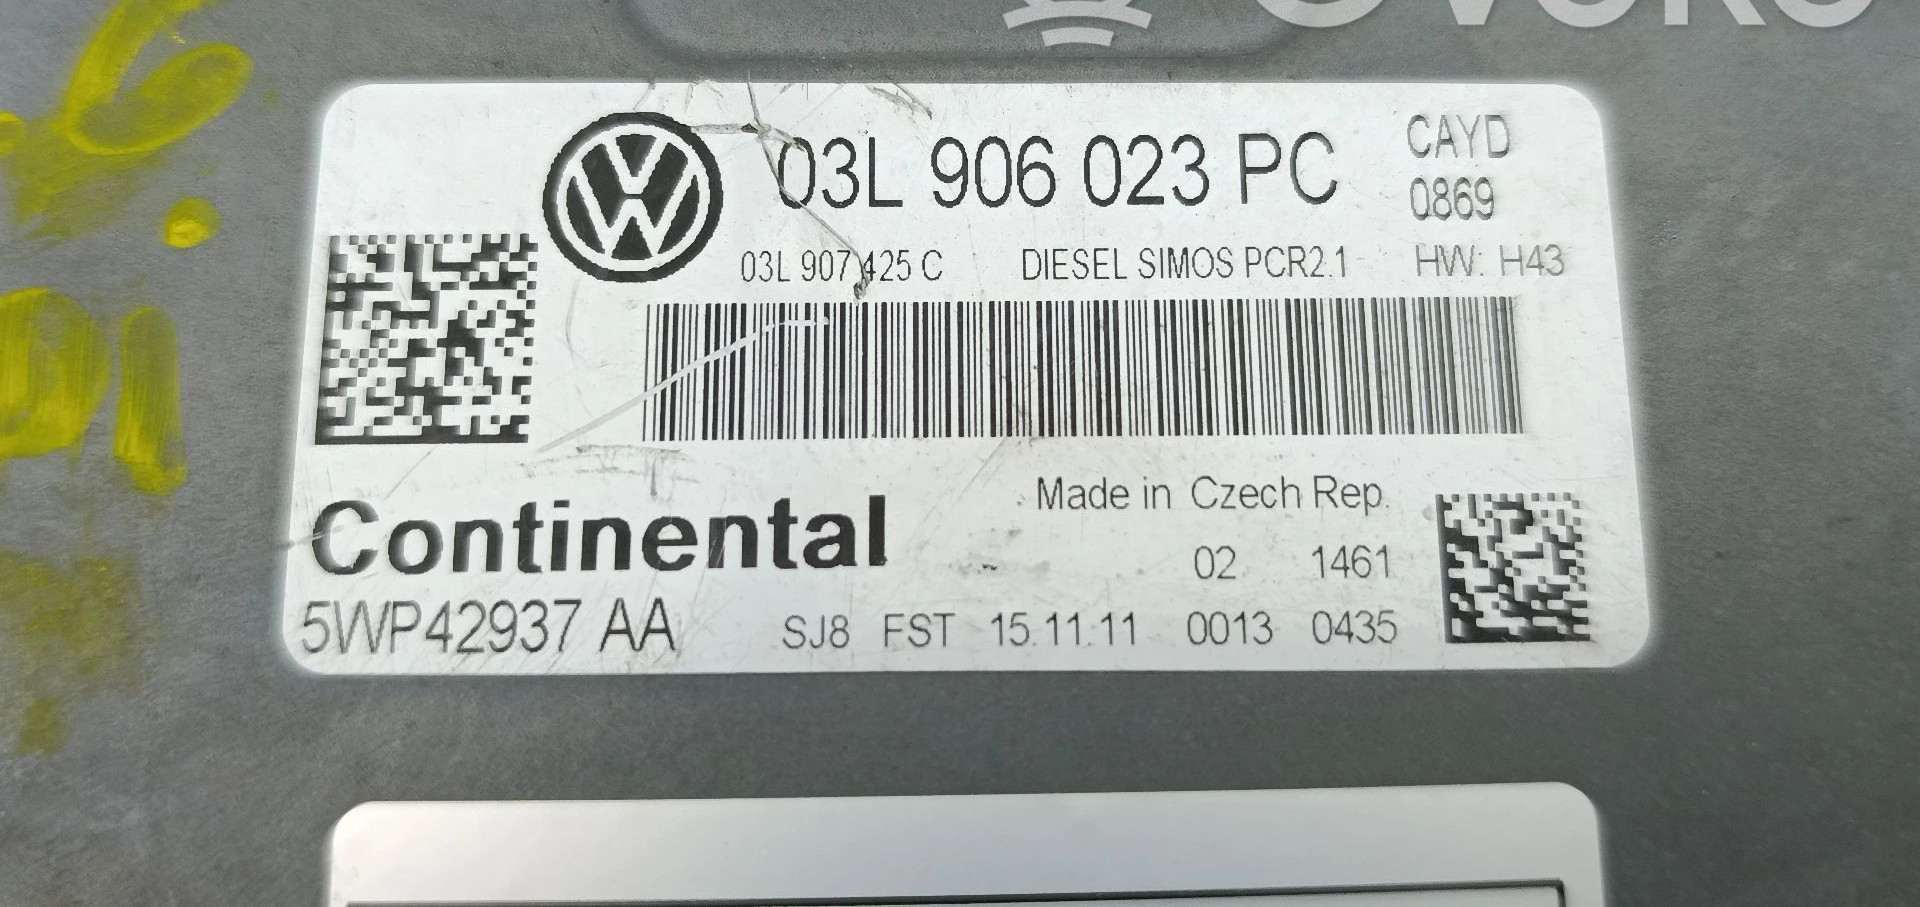 03L 906 023 PC CAYD
0869
03L 907 425 C DIESEL SIMOS PCR2.1 HW: H43
Continental
Made in Czech Rep.
02 1461
5WP42937 AA SJ8 FST 15.11.11 0013 0435